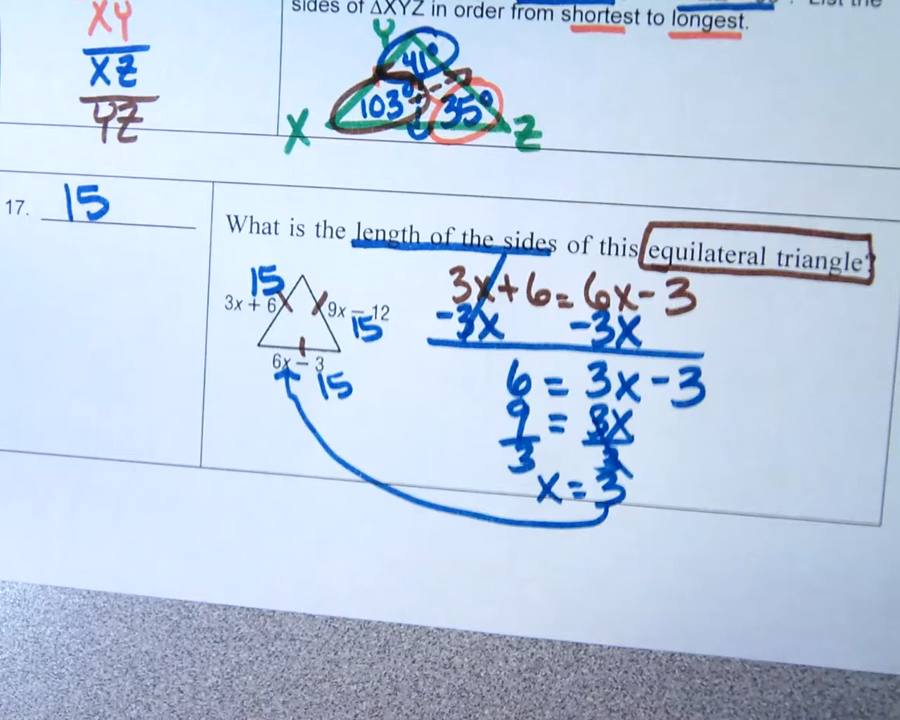 sides of ΔXYZ in order from shortest to longest.
XY
XZ
YZ
Y
41°
103°
35°
X
Z
17. 15
What is the length of the sides of this equilateral triangle?
15
3x + 6
9x – 12
15
6x – 3
15
3x + 6 = 6x - 3
-3x -3x
6 = 3x - 3
9 = 3x
3 3
x = 3